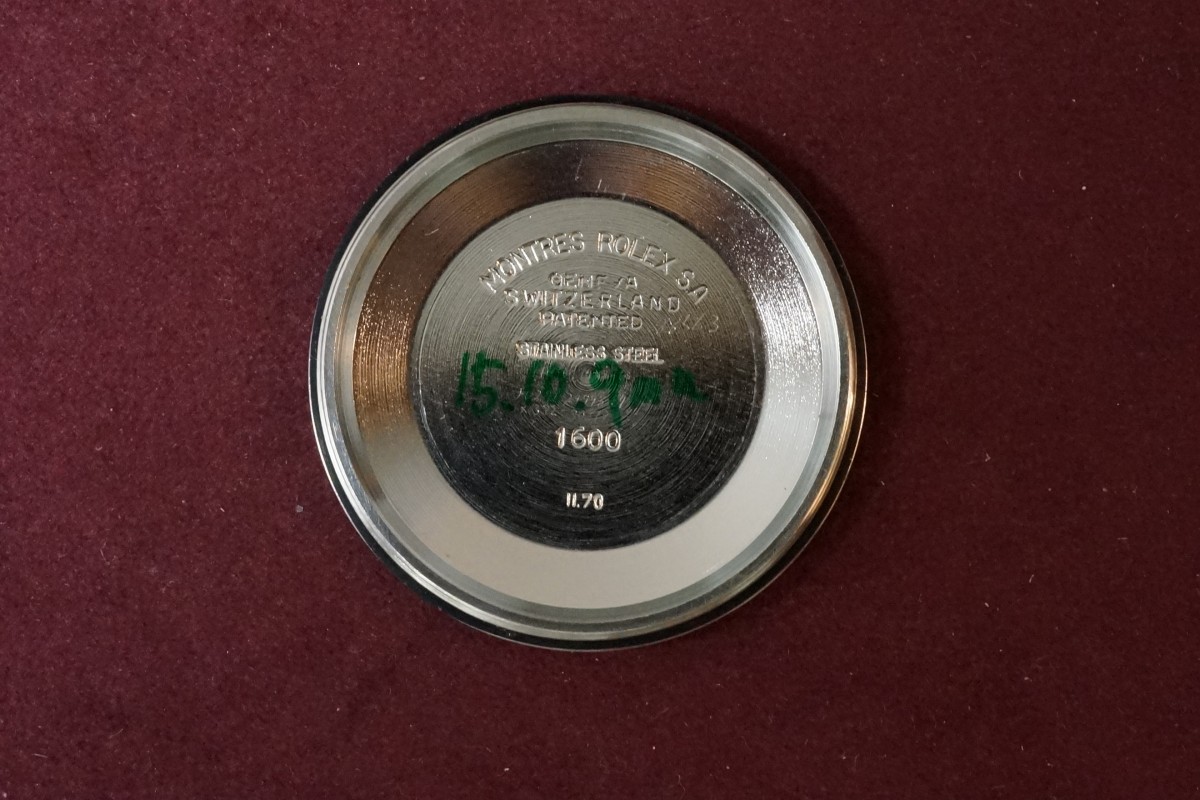 MONTRES ROLEX SA
GENEVA
SWITZERLAND
PATENTED
STAINLESS STEEL
15.10.9
1600
II.70